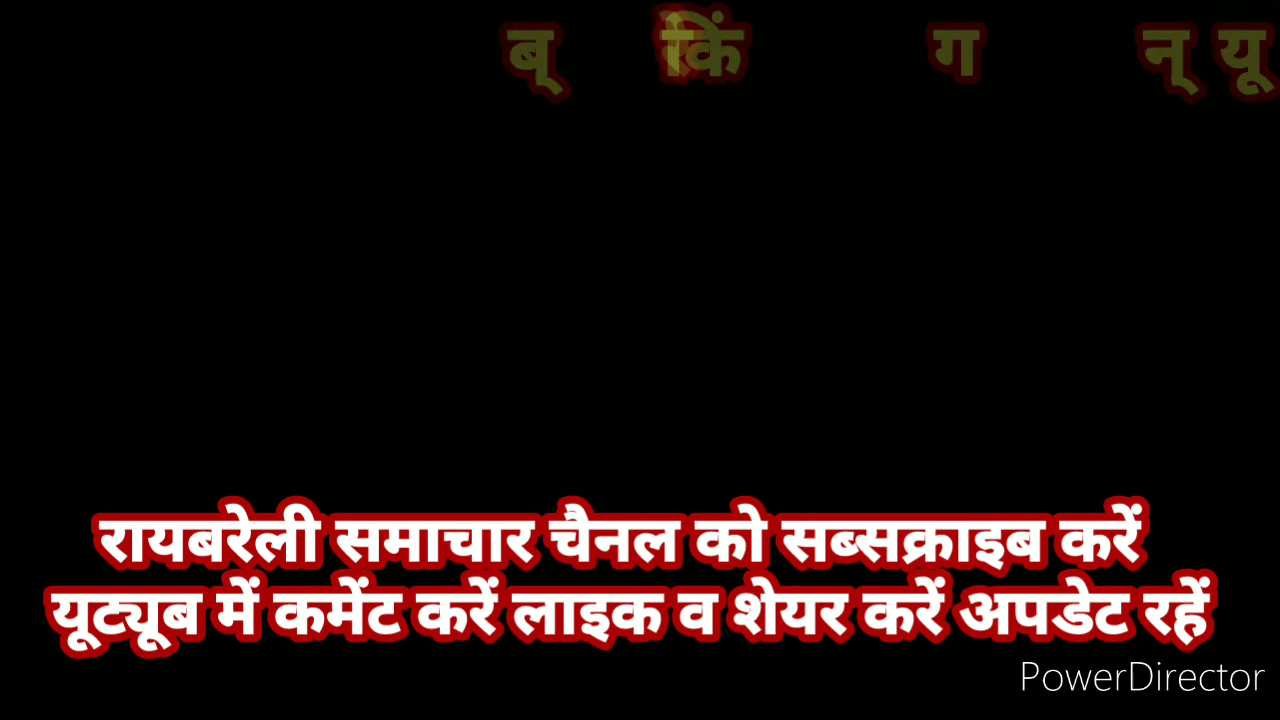 ब् किं ग न् यू
रायबरेली समाचार चैनल को सब्सक्राइब करें
यूट्यूब में कमेंट करें लाइक व शेयर करें अपडेट रहें
PowerDirector